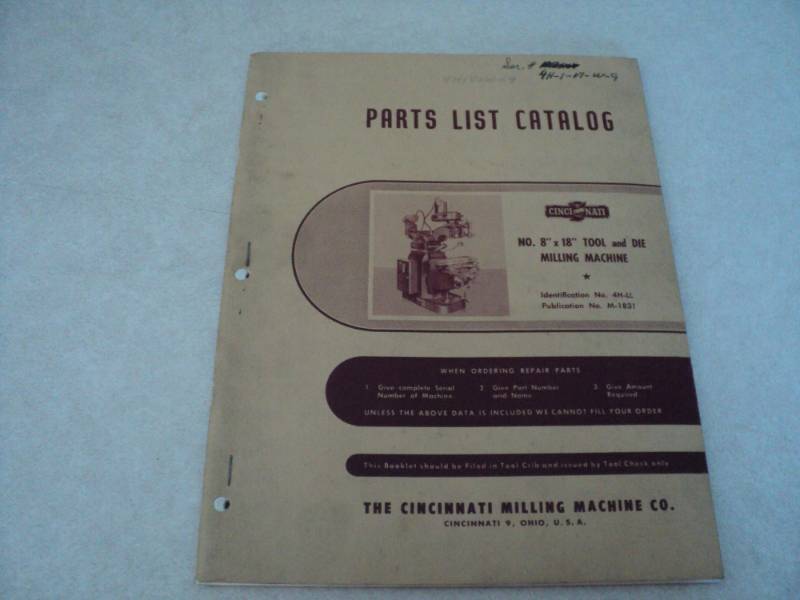 Ser. #
4H-1-
PARTS LIST CATALOG
CINCINNATI
NO. 8" x 18" TOOL and DIE
MILLING MACHINE
Identification No. 4H-LL
Publication No. M-1831
WHEN ORDERING REPAIR PARTS
1. Give complete Serial Number of Machine
2. Give Part Number and Name
3. Give Amount Required
UNLESS THE ABOVE DATA IS INCLUDED WE CANNOT FILL YOUR ORDER
This Booklet should be Filed in Tool Crib and issued by Tool Check only
THE CINCINNATI MILLING MACHINE CO.
CINCINNATI 9, OHIO, U.S.A.